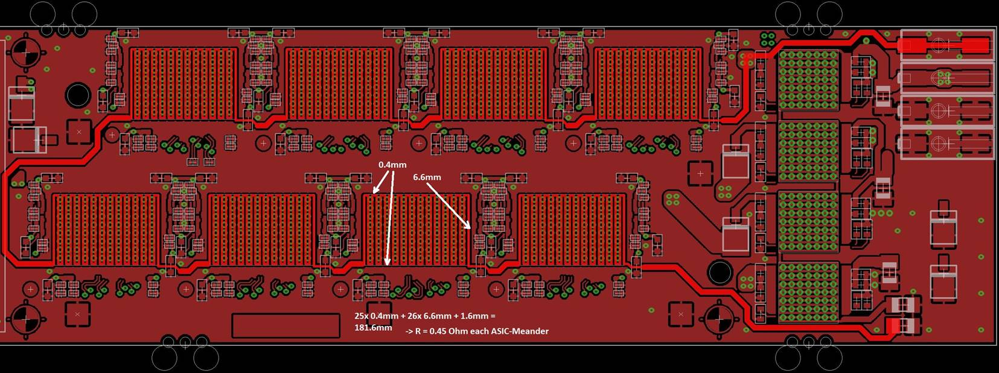 0.4mm
6.6mm
25x 0.4mm + 26x 6.6mm + 1.6mm =
181.6mm
-> R = 0.45 Ohm each ASIC-Meander